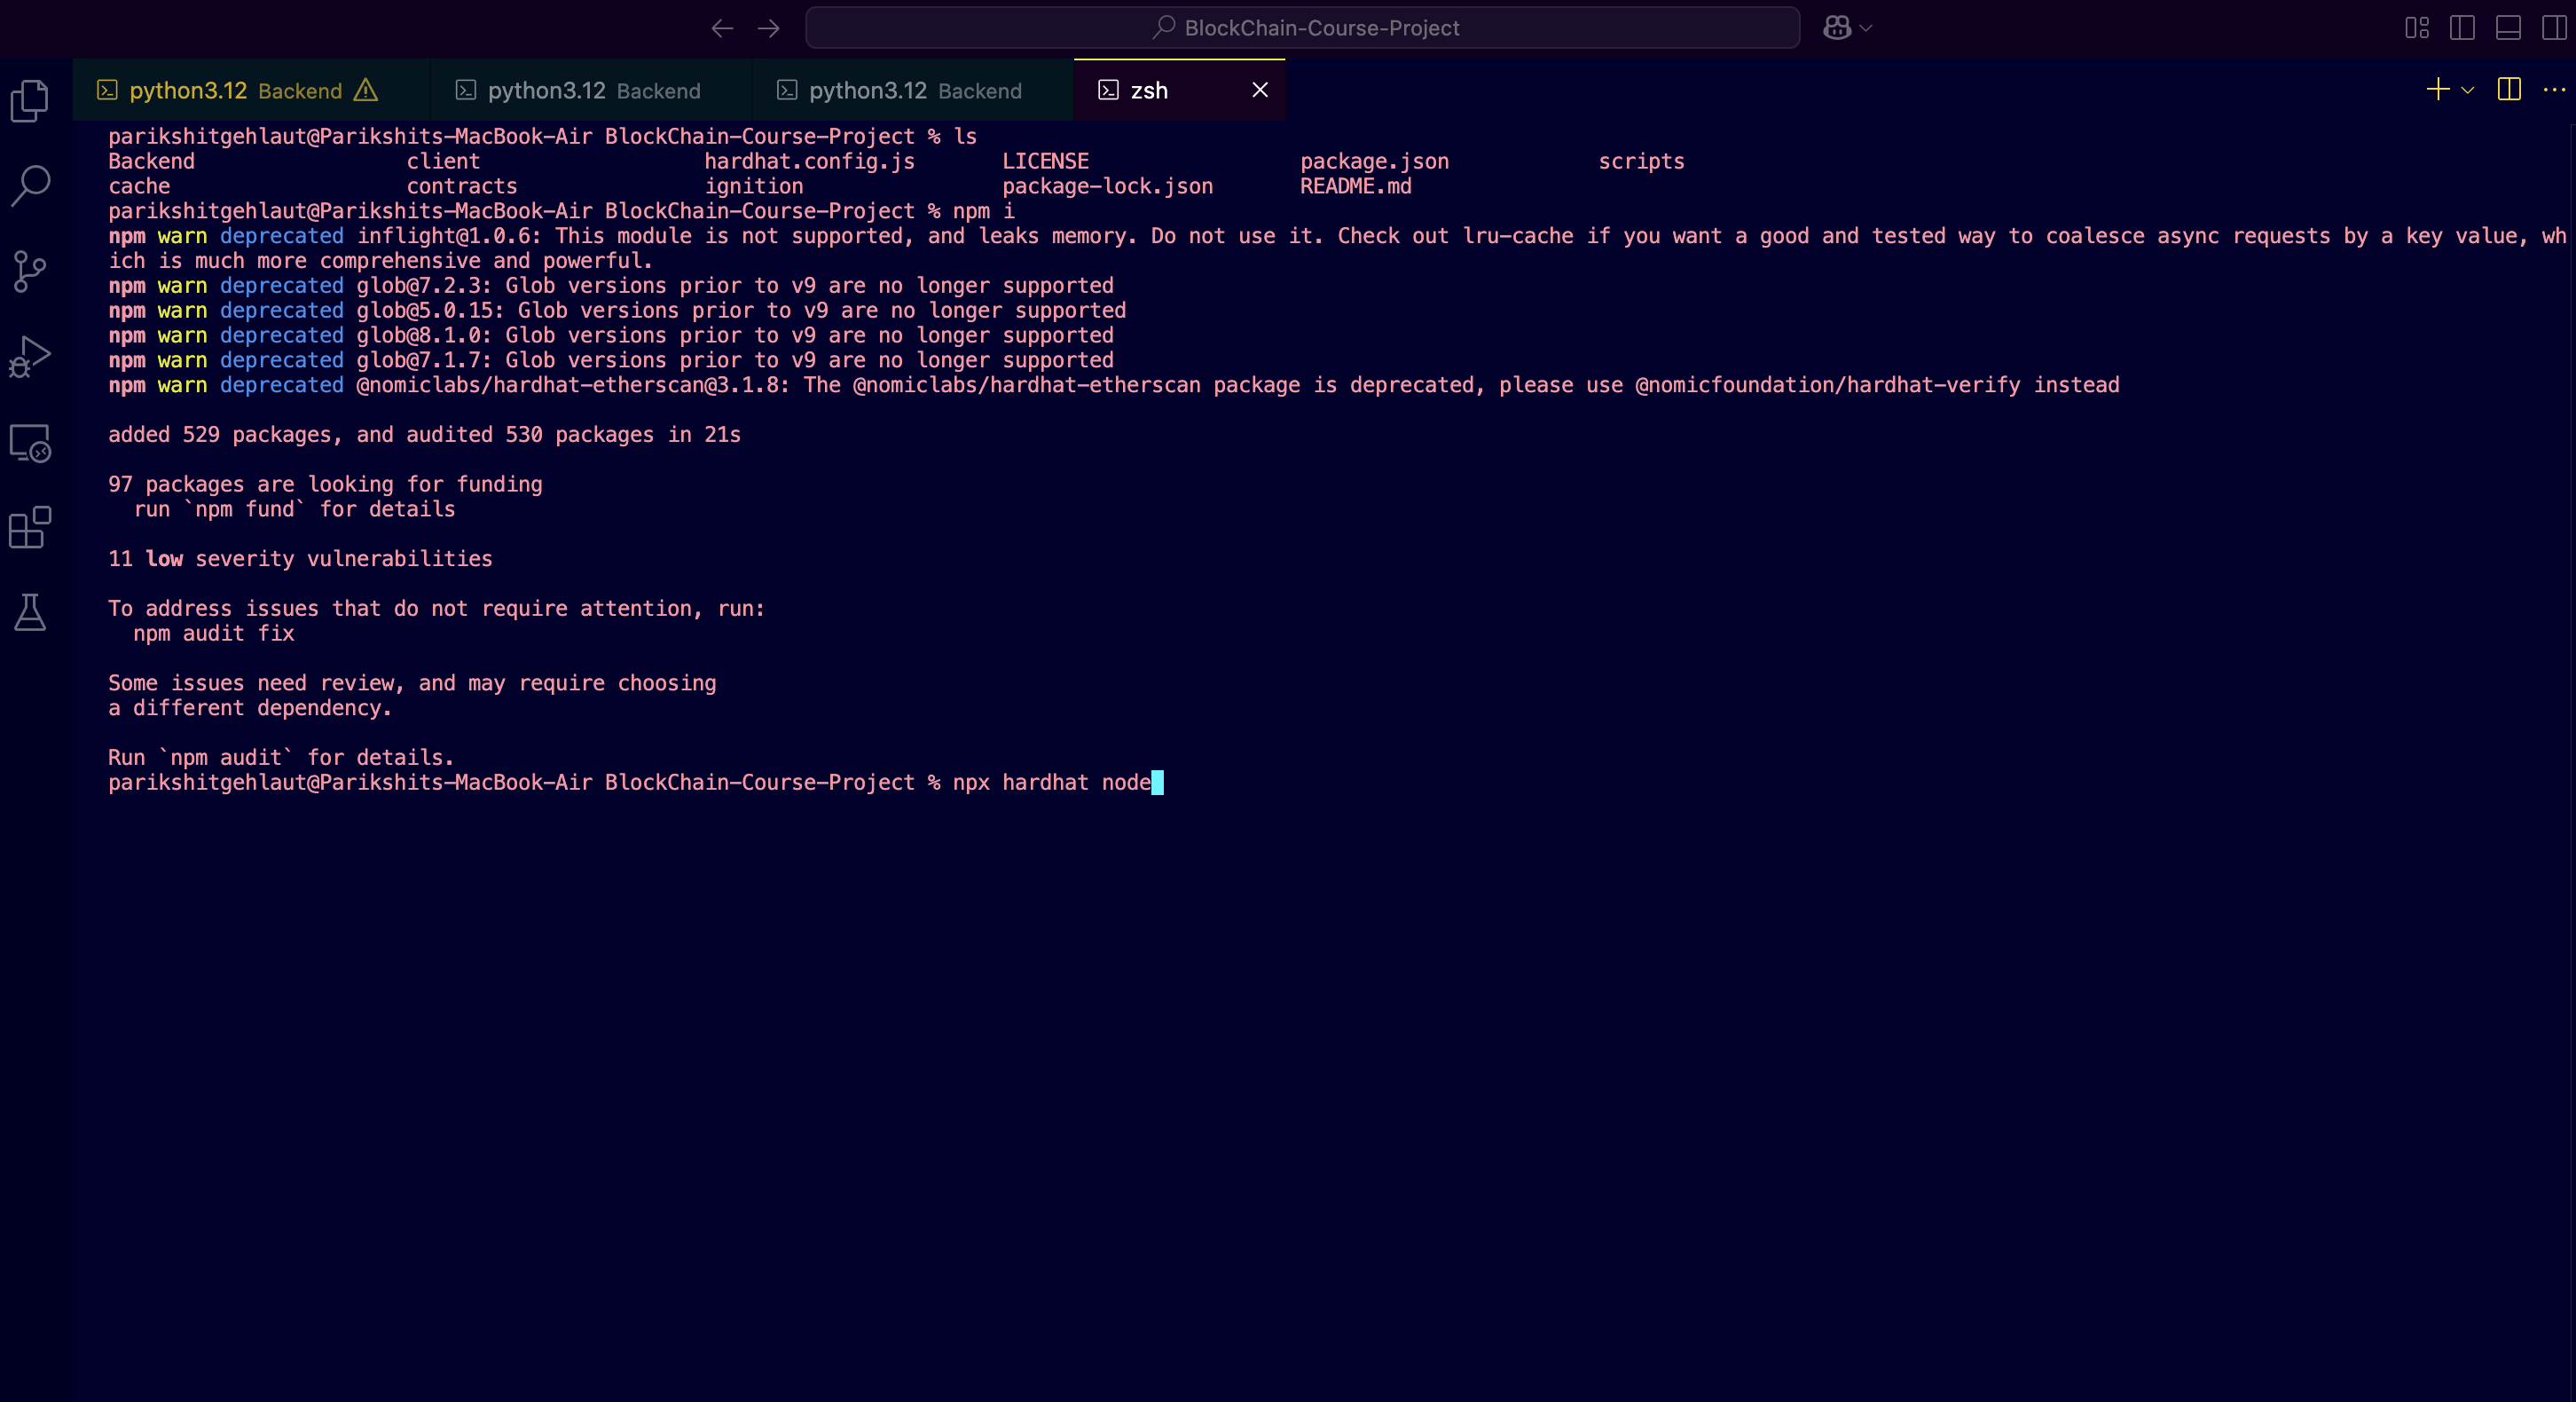 BlockChain-Course-Project
python3.12 Backend python3.12 Backend python3.12 Backend zsh
parikshitgehlaut@Parikshits-MacBook-Air BlockChain-Course-Project % ls
Backend client hardhat.config.js LICENSE package.json scripts
cache contracts ignition package-lock.json README.md
parikshitgehlaut@Parikshits-MacBook-Air BlockChain-Course-Project % npm i
npm warn deprecated inflight@1.0.6: This module is not supported, and leaks memory. Do not use it. Check out lru-cache if you want a good and tested way to coalesce async requests by a key value, wh
ich is much more comprehensive and powerful.
npm warn deprecated glob@7.2.3: Glob versions prior to v9 are no longer supported
npm warn deprecated glob@5.0.15: Glob versions prior to v9 are no longer supported
npm warn deprecated glob@8.1.0: Glob versions prior to v9 are no longer supported
npm warn deprecated glob@7.1.7: Glob versions prior to v9 are no longer supported
npm warn deprecated @nomiclabs/hardhat-etherscan@3.1.8: The @nomiclabs/hardhat-etherscan package is deprecated, please use @nomicfoundation/hardhat-verify instead
added 529 packages, and audited 530 packages in 21s
97 packages are looking for funding
run `npm fund` for details
11 low severity vulnerabilities
To address issues that do not require attention, run:
npm audit fix
Some issues need review, and may require choosing
a different dependency.
Run `npm audit` for details.
parikshitgehlaut@Parikshits-MacBook-Air BlockChain-Course-Project % npx hardhat node